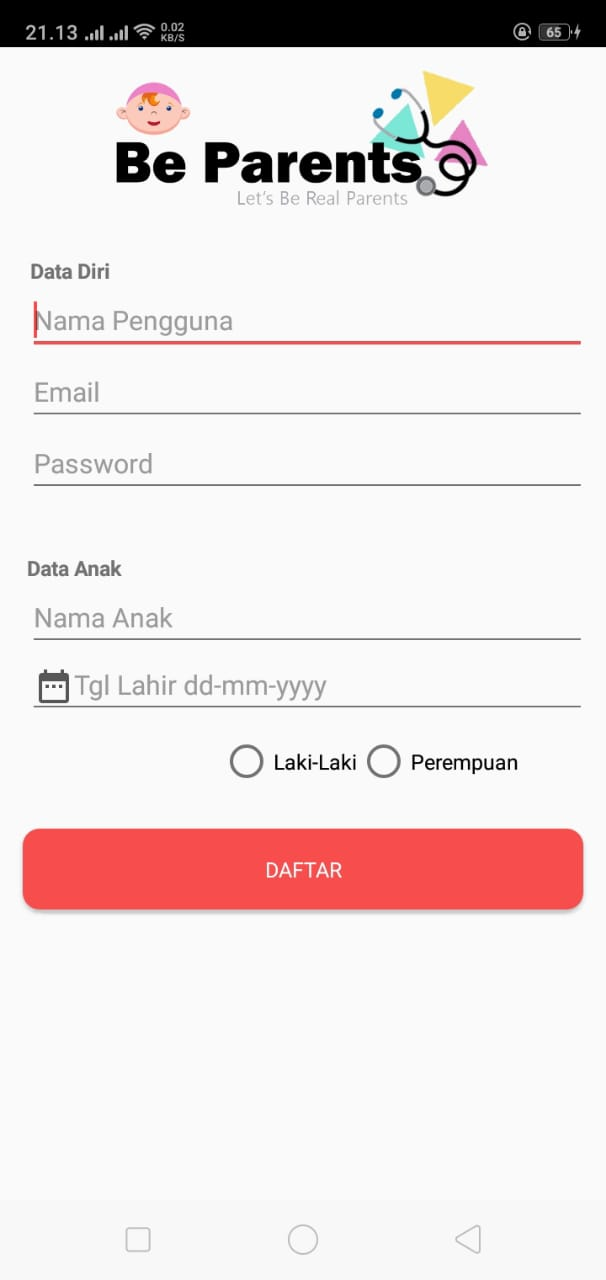 21.13 0.02 KB/S 65
Be Parents
Let's Be Real Parents
Data Diri
Nama Pengguna
Email
Password
Data Anak
Nama Anak
Tgl Lahir dd-mm-yyyy
Laki-Laki Perempuan
DAFTAR